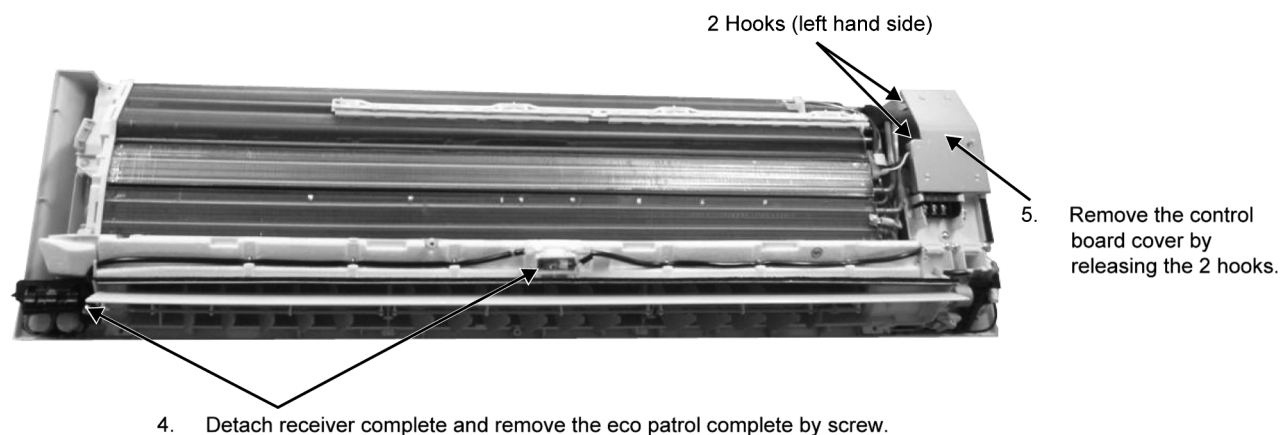 2 Hooks (left hand side)
5. Remove the control
board cover by
releasing the 2 hooks.
4. Detach receiver complete and remove the eco patrol complete by screw.